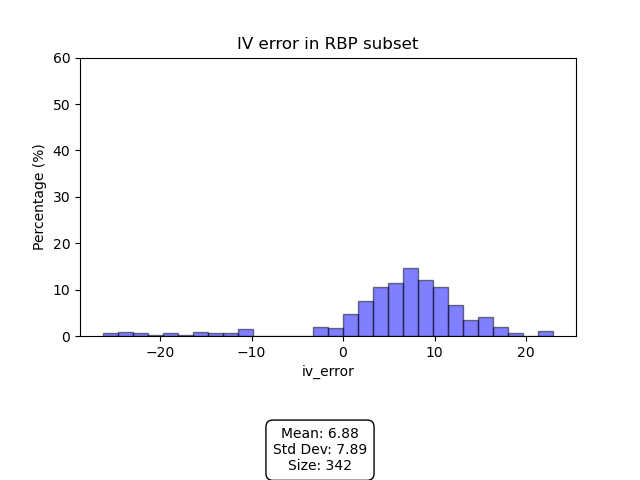 IV error in RBP subset
60
50
40
30
20
10
0
Percentage (%)
−20
−10
0
10
20
iv_error
Mean: 6.88
Std Dev: 7.89
Size: 342